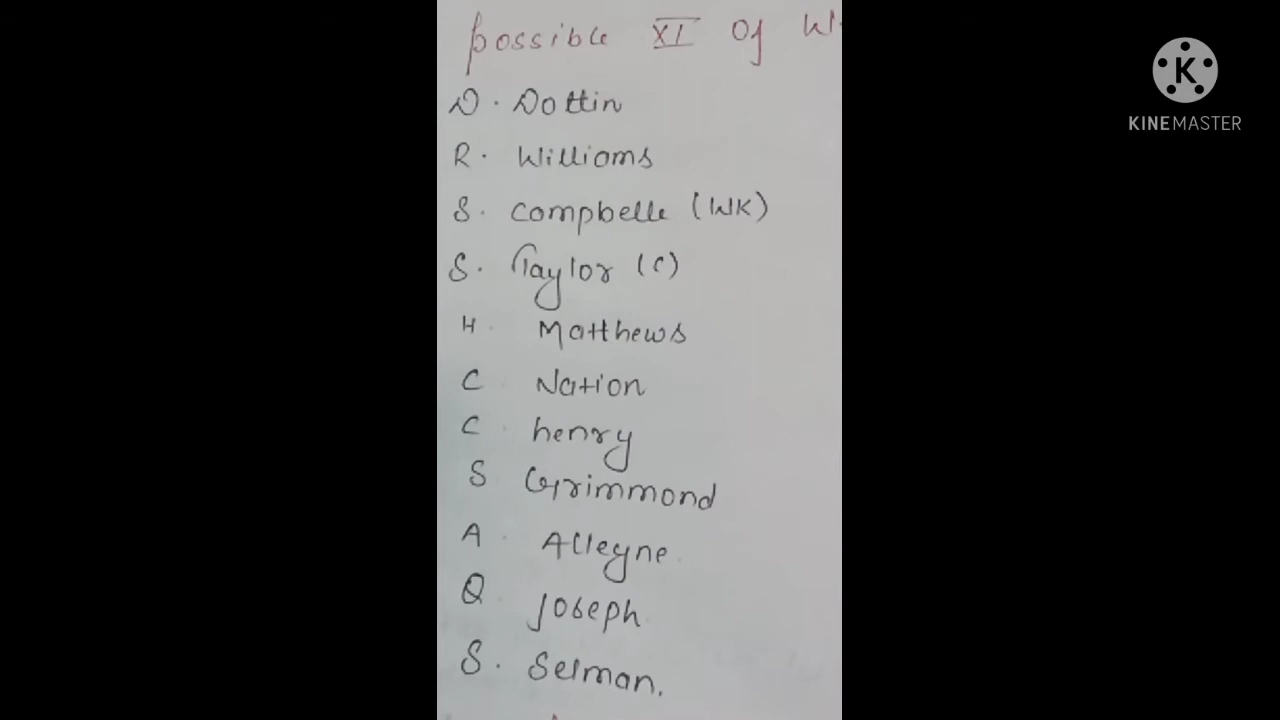 possible XI Of W.
D. Dottin
R. Williams
S. Campbelle (WK)
S. Taylor (C)
H. Matthews
C Nation
C henry
S Grimmond
A. Alleyne
Q. Joseph
S. Selman.
K
KINEMASTER